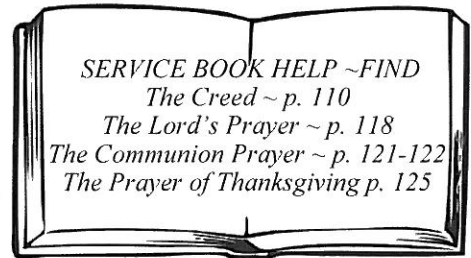 SERVICE BOOK HELP ~FIND
The Creed ~ p. 110
The Lord's Prayer ~ p. 118
The Communion Prayer ~ p. 121-122
The Prayer of Thanksgiving p. 125